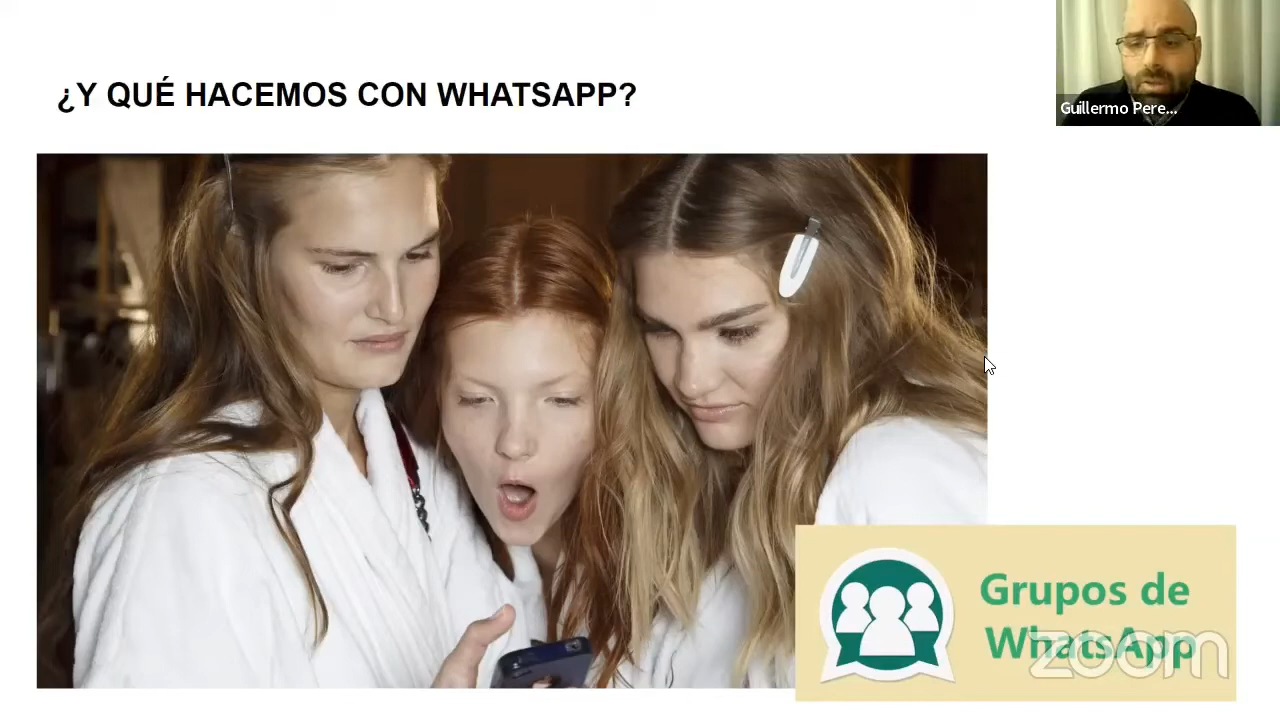 ¿Y QUÉ HACEMOS CON WHATSAPP?
Guillermo Pere...
Grupos de
WhatsApp
zoom